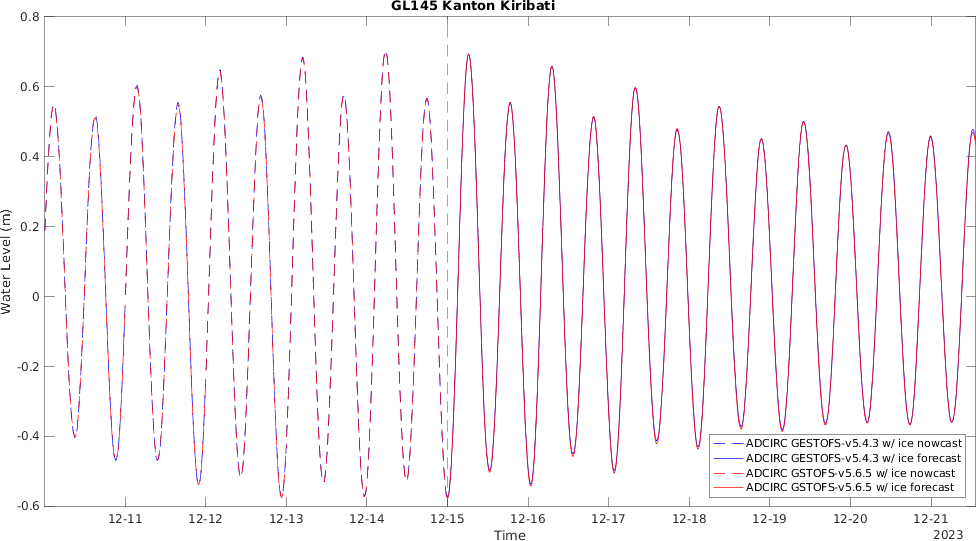 GL145 Kanton Kiribati
0.8
0.6
0.4
0.2
0
-0.2
-0.4
-0.6
Water Level (m)
12-11
12-12
12-13
12-14
12-15
12-16
12-17
12-18
12-19
12-20
12-21
Time
2023
ADCIRC GESTOFS-v5.4.3 w/ ice nowcast
ADCIRC GESTOFS-v5.4.3 w/ ice forecast
ADCIRC GSTOFS-v5.6.5 w/ ice nowcast
ADCIRC GSTOFS-v5.6.5 w/ ice forecast